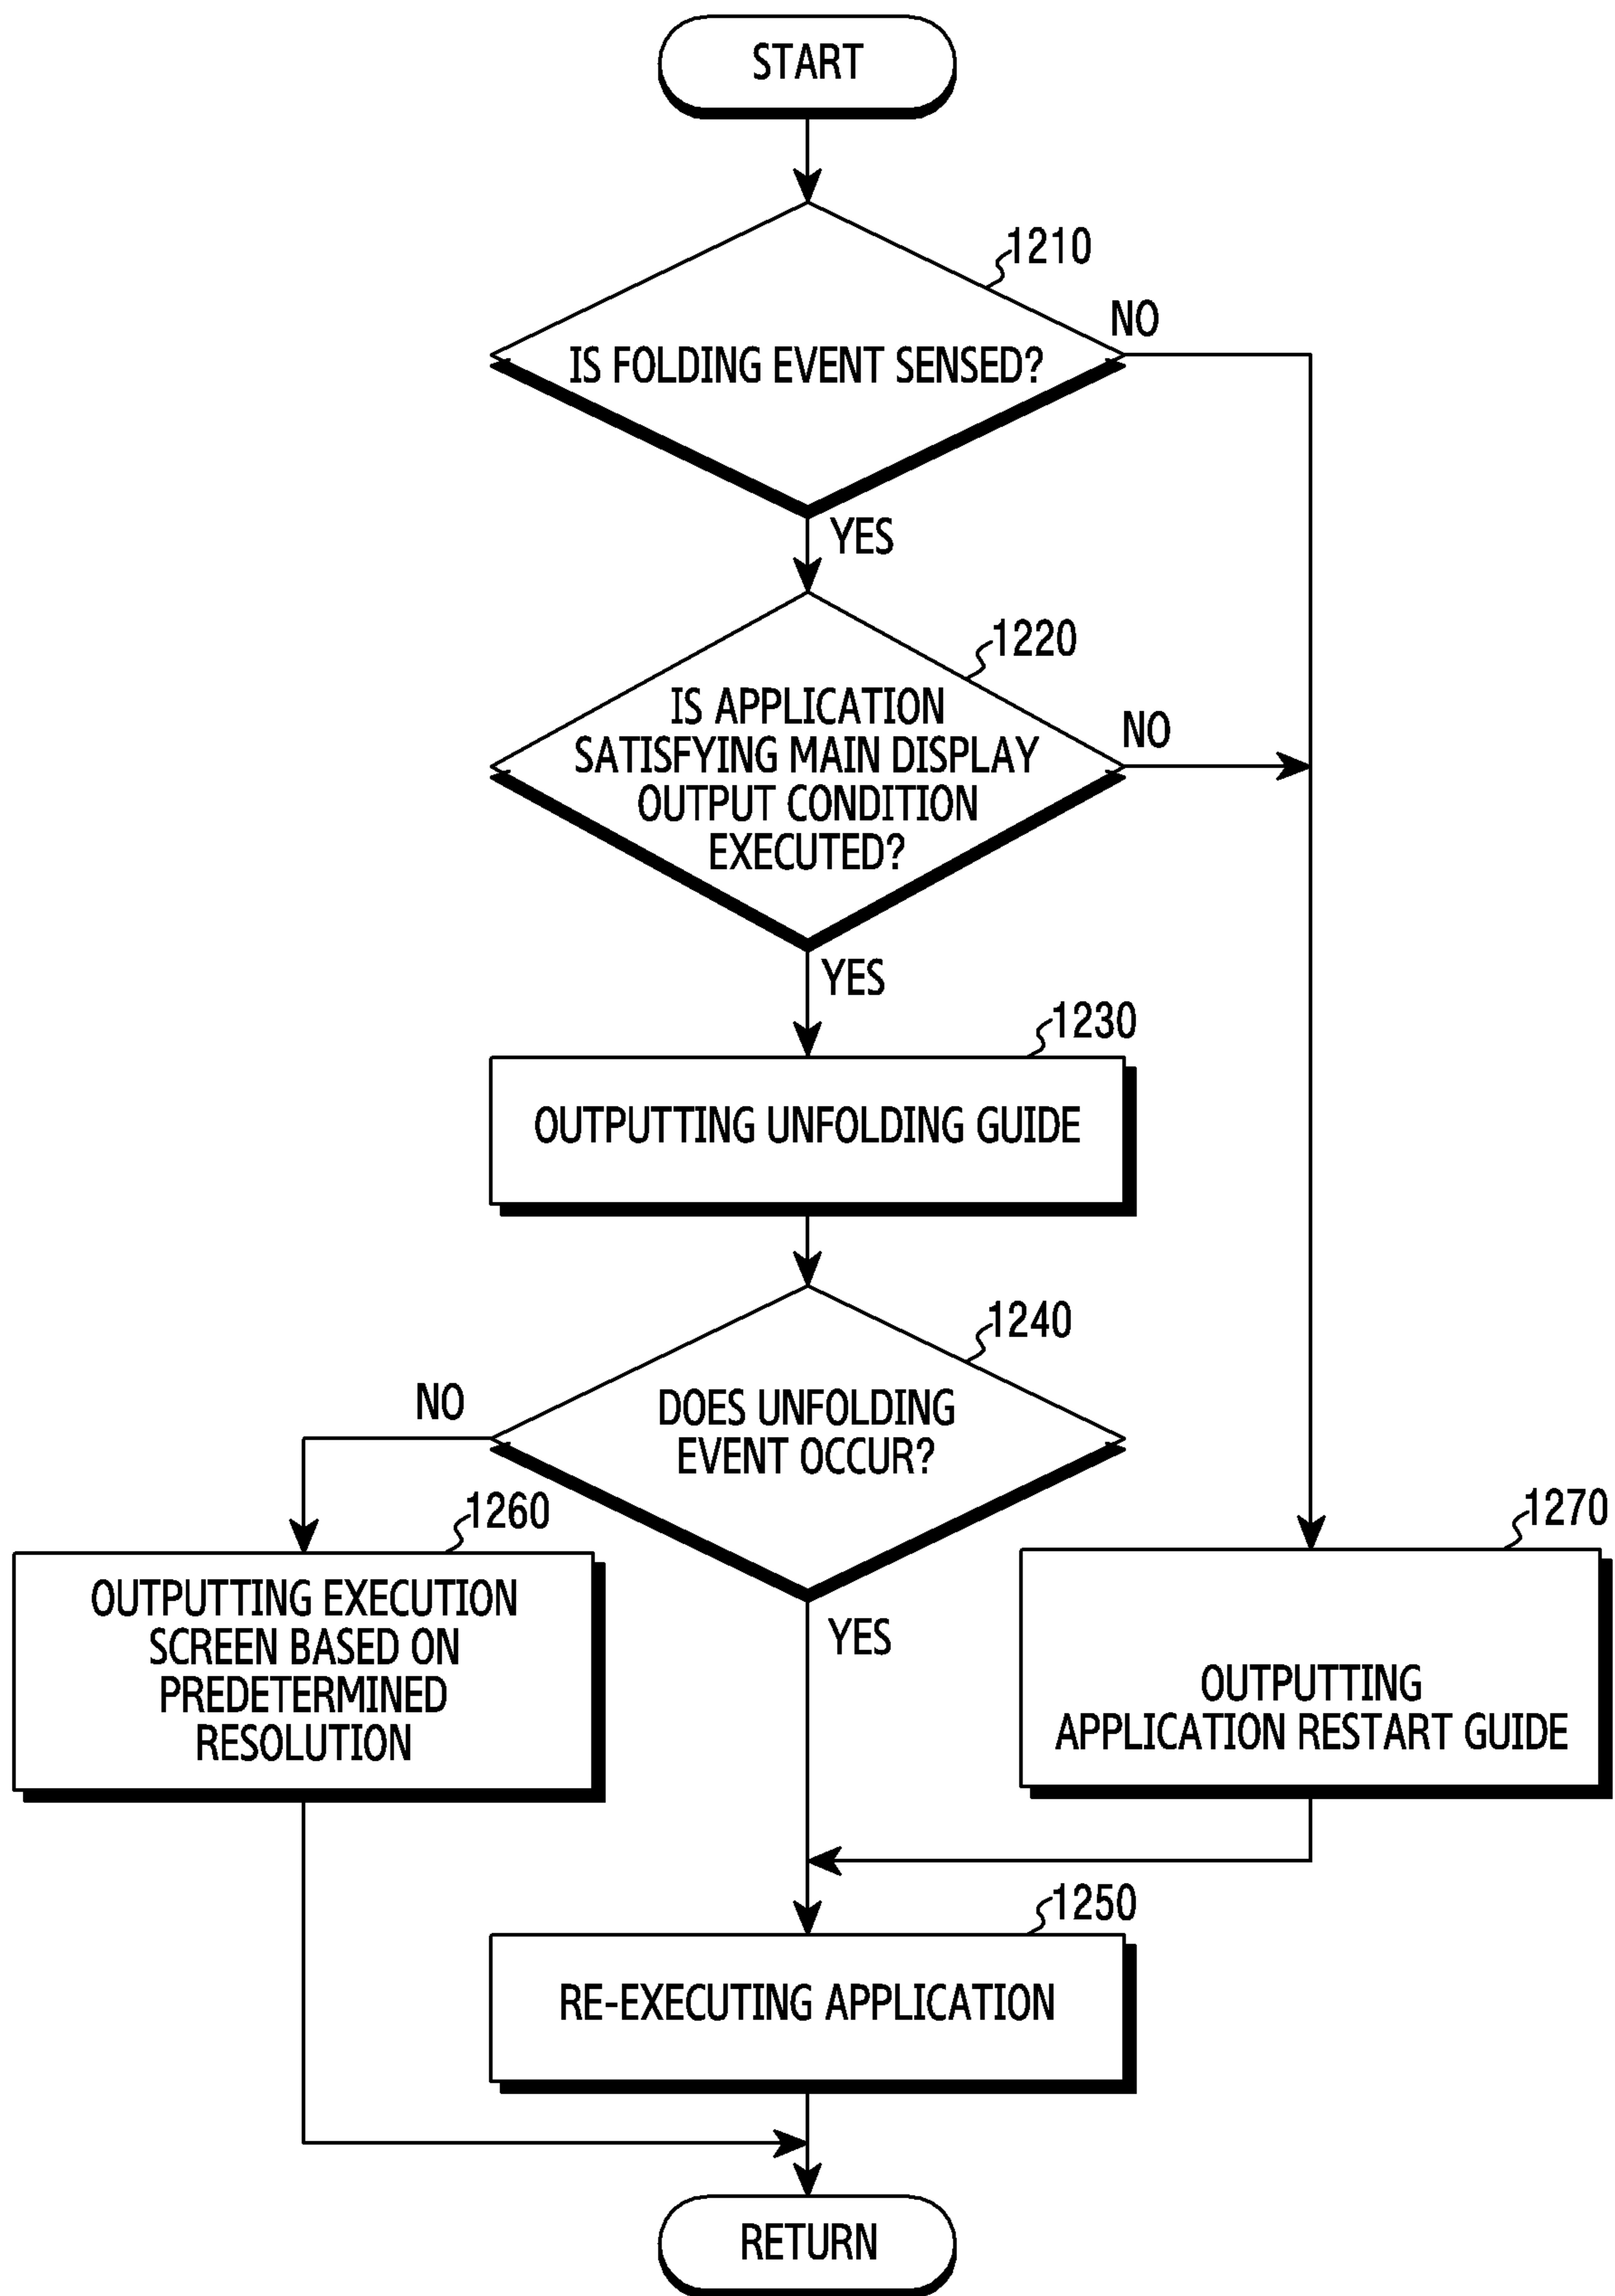 START
1210
NO
IS FOLDING EVENT SENSED?
YES
1220
IS APPLICATION
SATISFYING MAIN DISPLAY
OUTPUT CONDITION
EXECUTED?
NO
YES
1230
OUTPUTTING UNFOLDING GUIDE
1240
NO
DOES UNFOLDING
EVENT OCCUR?
1260
OUTPUTTING EXECUTION
SCREEN BASED ON
PREDETERMINED
RESOLUTION
YES
1270
OUTPUTTING
APPLICATION RESTART GUIDE
1250
RE-EXECUTING APPLICATION
RETURN